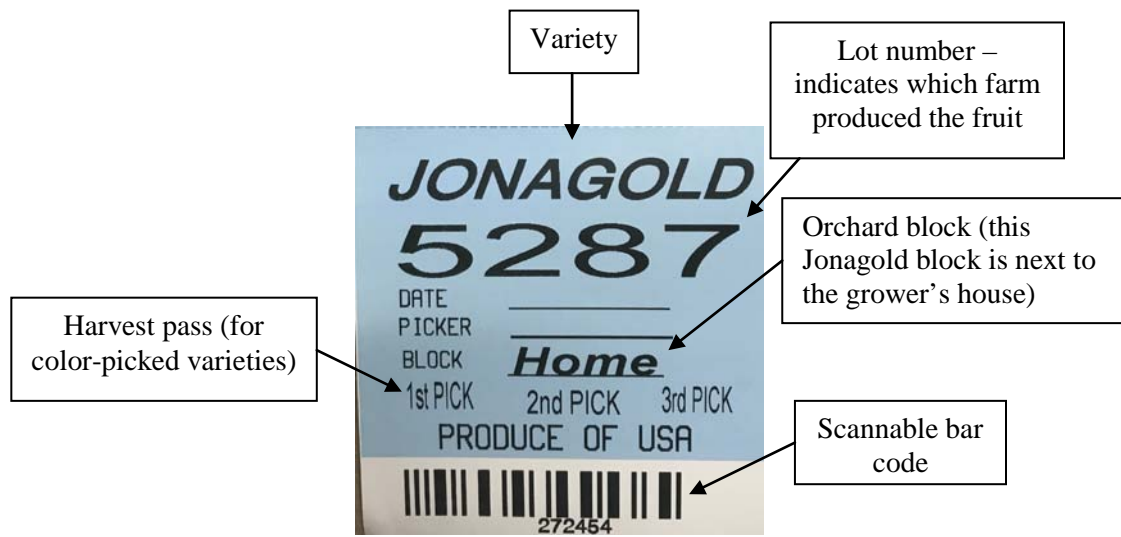 Variety
Lot number –
indicates which farm
produced the fruit
JONAGOLD
5287
Orchard block (this
Jonagold block is next to
the grower’s house)
Harvest pass (for
color-picked varieties)
DATE
PICKER
BLOCK Home
1st PICK 2nd PICK 3rd PICK
PRODUCE OF USA
Scannable bar
code
272454